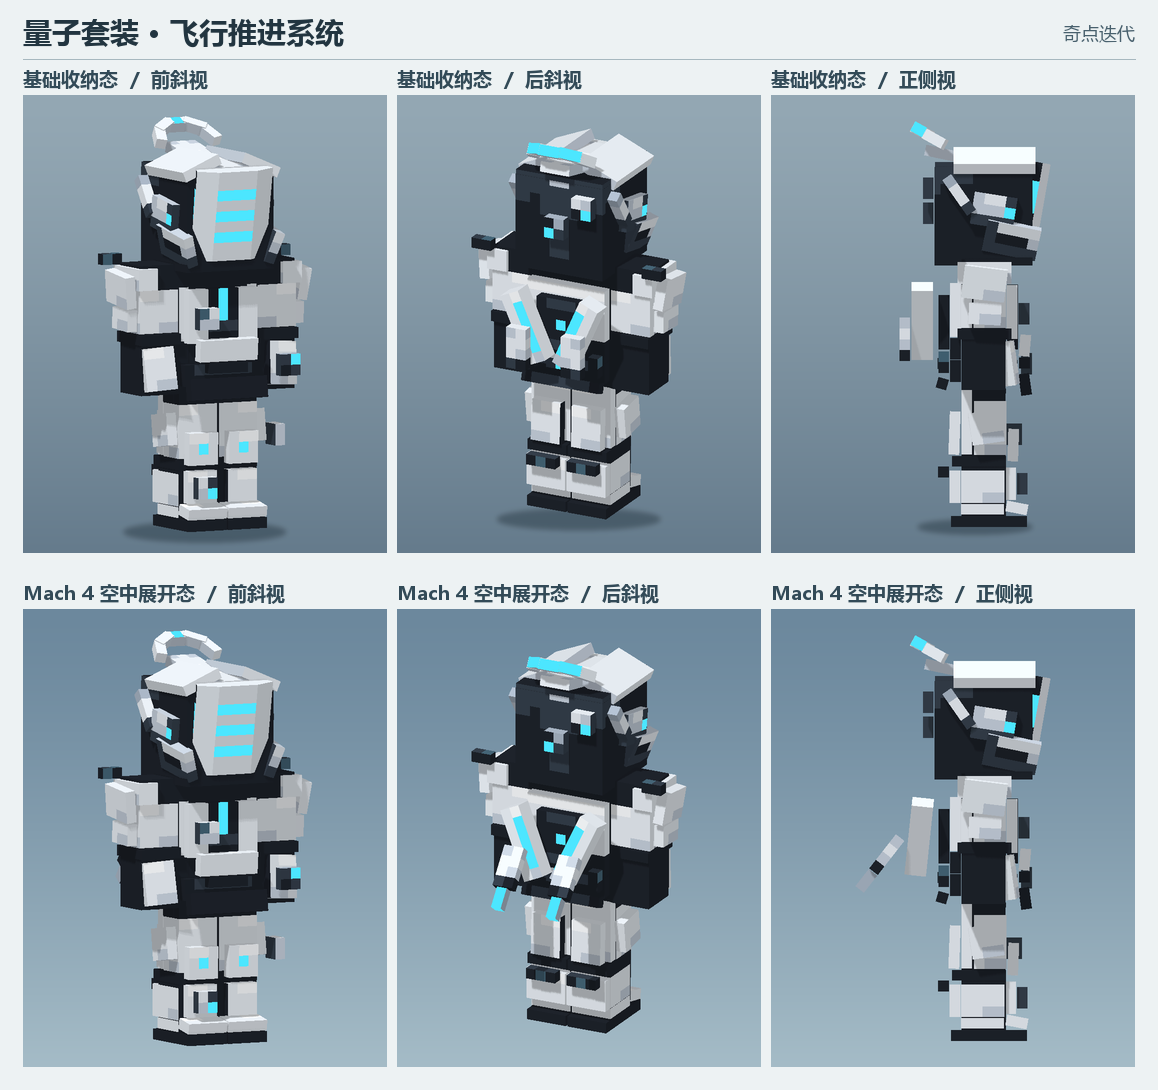 量子套装·飞行推进系统
奇点迭代
基础收纳态 / 前斜视
基础收纳态 / 后斜视
基础收纳态 / 正侧视
Mach 4 空中展开态 / 前斜视
Mach 4 空中展开态 / 后斜视
Mach 4 空中展开态 / 正侧视